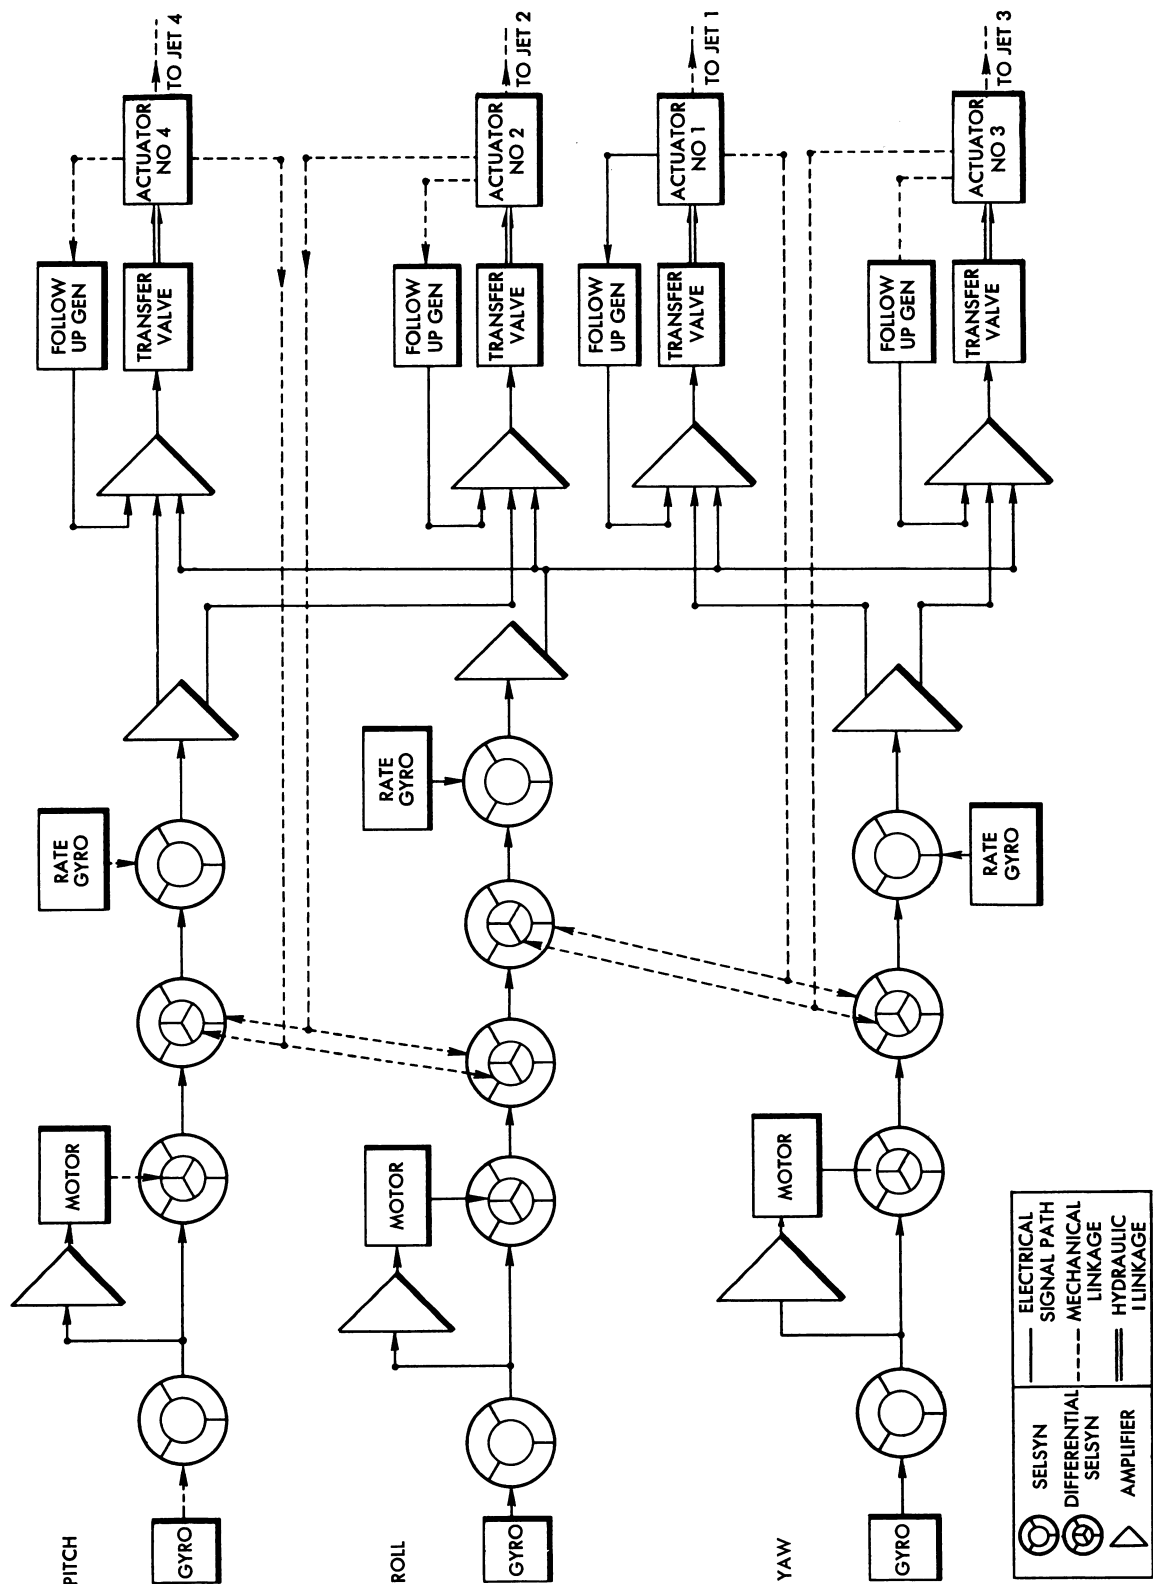 PITCH
GYRO
MOTOR
RATE
GYRO
FOLLOW
UP GEN
TRANSFER
VALVE
ACTUATOR
NO 4
TO JET 4
ROLL
GYRO
MOTOR
RATE
GYRO
FOLLOW
UP GEN
TRANSFER
VALVE
ACTUATOR
NO 2
TO JET 2
FOLLOW
UP GEN
TRANSFER
VALVE
ACTUATOR
NO 1
TO JET 1
YAW
GYRO
MOTOR
RATE
GYRO
FOLLOW
UP GEN
TRANSFER
VALVE
ACTUATOR
NO 3
TO JET 3
SELSYN
DIFFERENTIAL
SELSYN
AMPLIFIER
ELECTRICAL
SIGNAL PATH
MECHANICAL
LINKAGE
HYDRAULIC
I LINKAGE